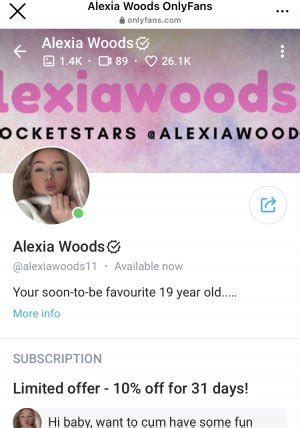 Alexia Woods OnlyFans
onlyfans.com
Alexia Woods
1.4K • 89 • 26.1K
lexiawoods
OCKETSTARS @ALEXIAWOOD
Alexia Woods
@alexiawoods11 • Available now
Your soon-to-be favourite 19 year old.....
More info
SUBSCRIPTION
Limited offer - 10% off for 31 days!
Hi baby, want to cum have some fun